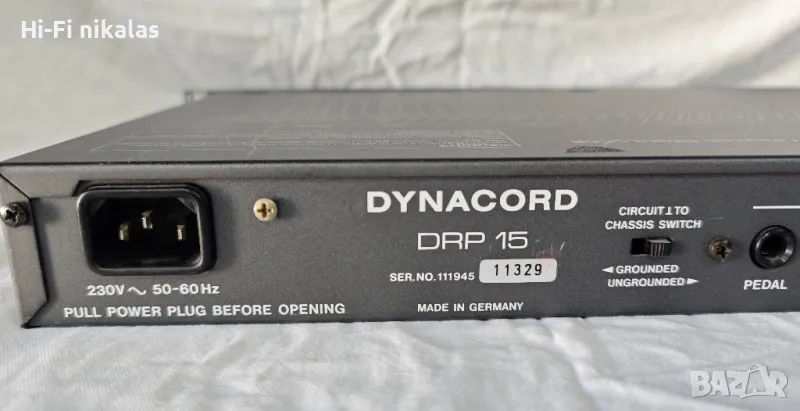 Hi-Fi nikalas
DYNACORD
DRP 15
SER.NO.111945 11329
MADE IN GERMANY
230V ~ 50-60Hz
PULL POWER PLUG BEFORE OPENING
CIRCUIT⊥TO
CHASSIS SWITCH
◄GROUNDED
UNGROUNDED►
PEDAL
BAZAR